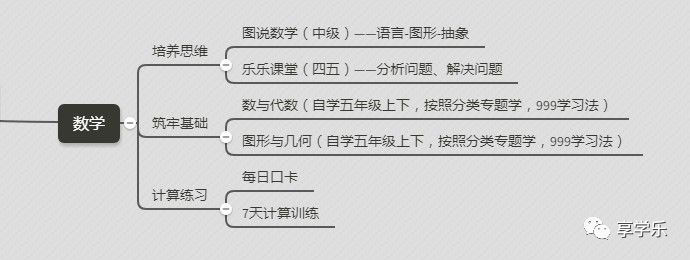 数学
培养思维
图说数学（中级）——语言-图形-抽象
乐乐课堂（四五）——分析问题、解决问题
筑牢基础
数与代数（自学五年级上下，按照分类专题学，999学习法）
图形与几何（自学五年级上下，按照分类专题学，999学习法）
计算练习
每日口卡
7天计算训练
享学乐